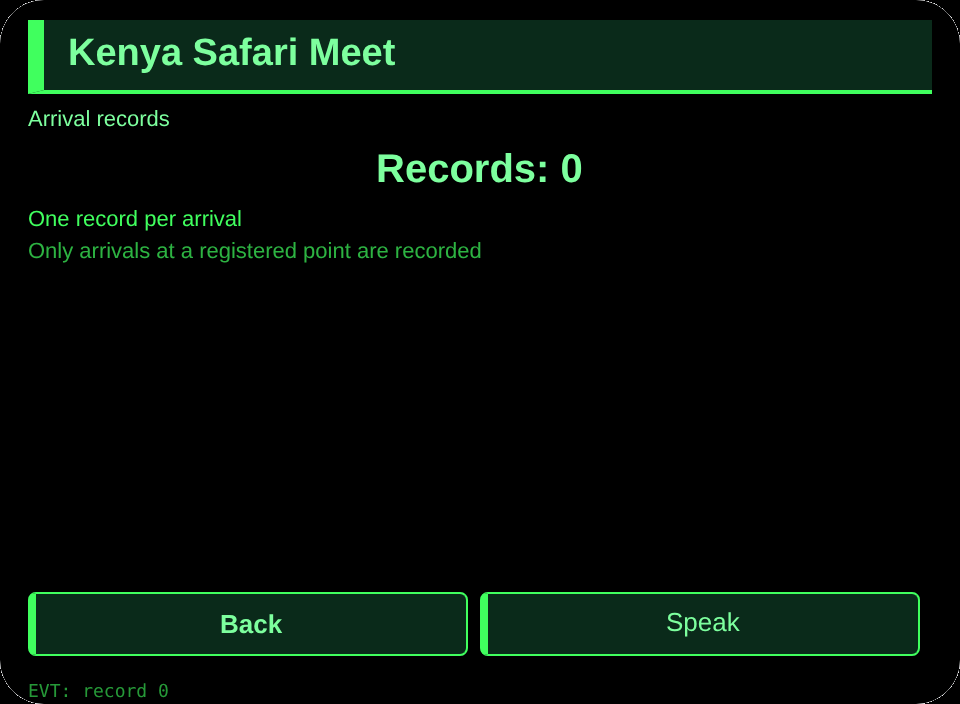 Kenya Safari Meet
Arrival records
Records: 0
One record per arrival
Only arrivals at a registered point are recorded
Back
Speak
EVT: record 0